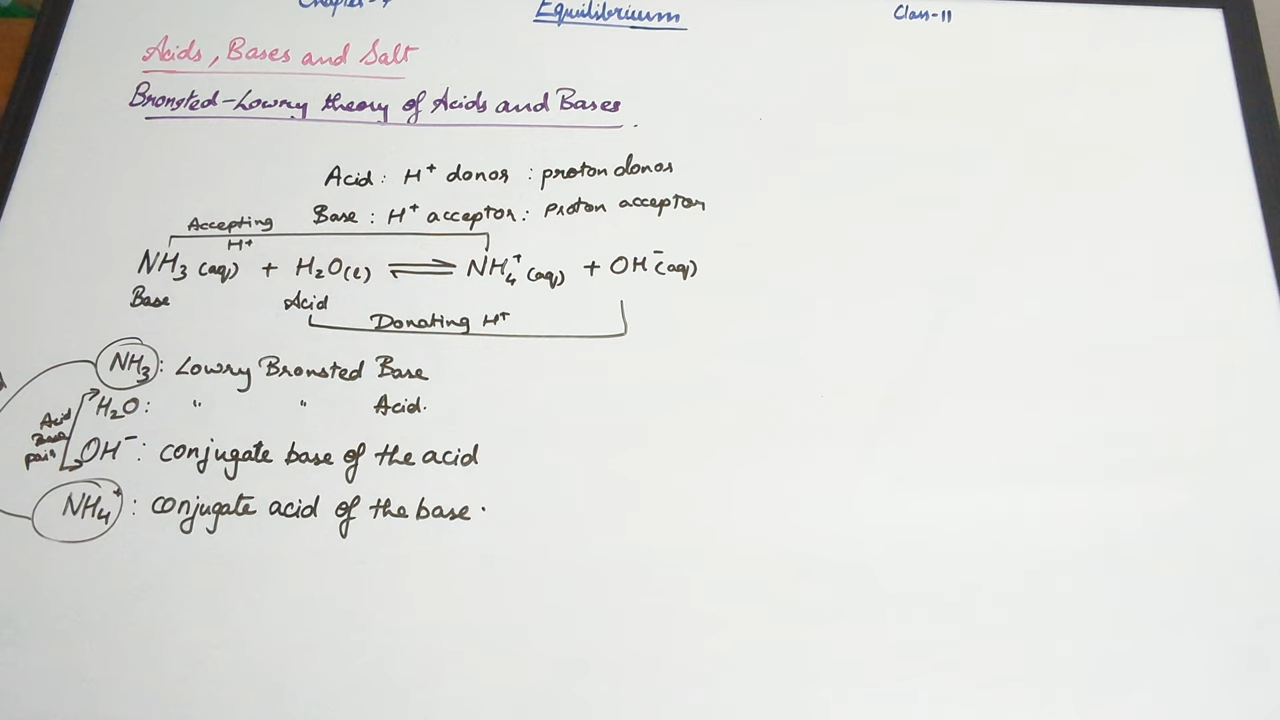 Chapter-7 Equilibrium Class-11
Acids, Bases and Salt
Bronsted-Lowry theory of Acids and Bases
Acid : H⁺ donor : proton donor
Base : H⁺ acceptor : Proton acceptor
Accepting
H⁺
NH₃ (aq) + H₂O(l) ⇌ NH₄⁺ (aq) + OH⁻(aq)
Base Acid
Donating H⁺
NH₃ : Lowry Bronsted Base
H₂O : " " Acid.
Acid
Base
pair
OH⁻ : conjugate base of the acid
NH₄⁺ : conjugate acid of the base.